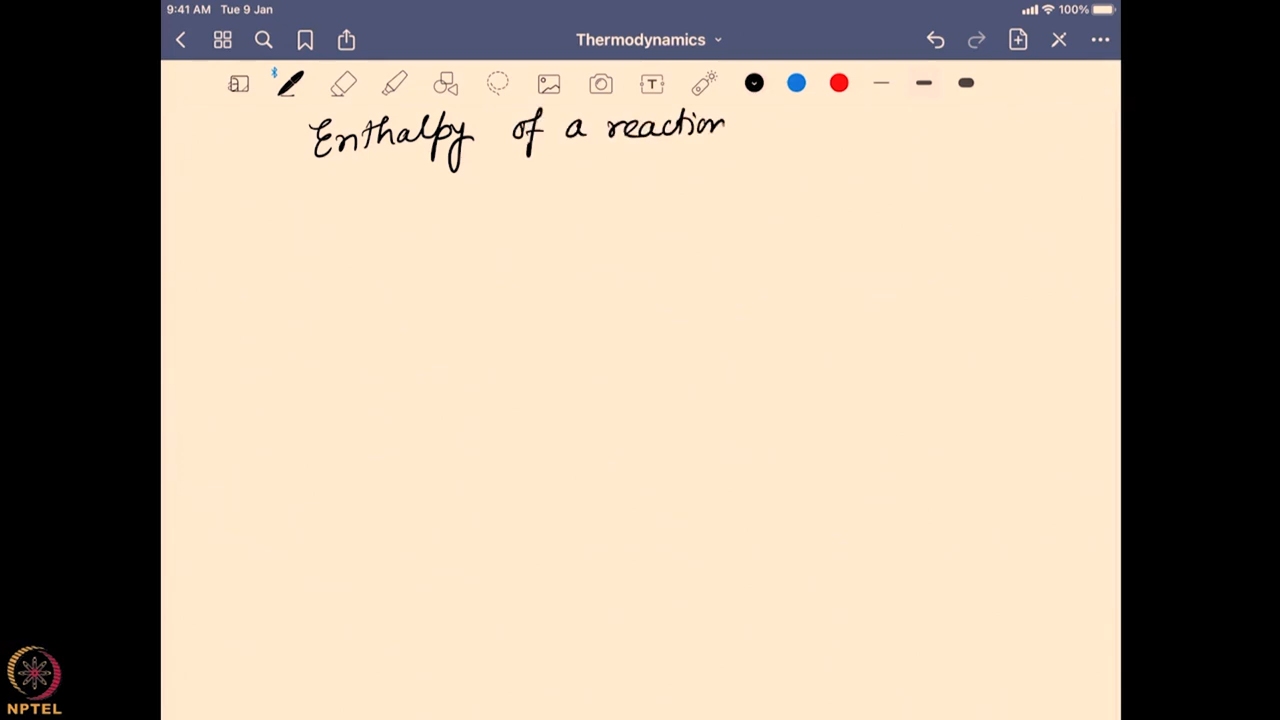 9:41 AM Tue 9 Jan 100%
Thermodynamics
T
Enthalpy of a reaction
NPTEL